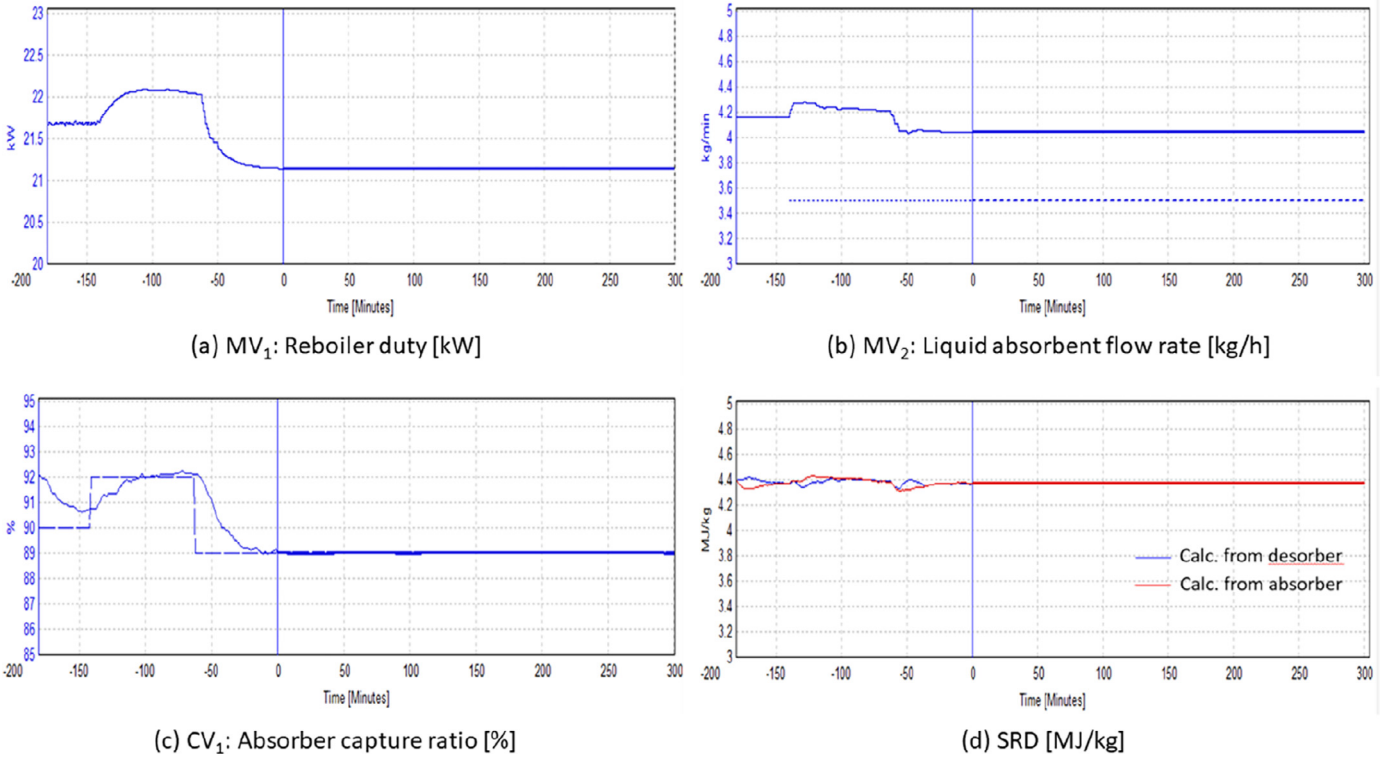 23
22.5
22
21.5
21
20.5
20
kW
-200 -150 -100 -50 0 50 100 150 200 250 300
Time [Minutes]
(a) MV₁: Reboiler duty [kW]
5
4.8
4.6
4.4
4.2
4
3.8
3.6
3.4
3.2
3
kg/min
-200 -150 -100 -50 0 50 100 150 200 250 300
Time [Minutes]
(b) MV₂: Liquid absorbent flow rate [kg/h]
95
94
93
92
91
90
89
88
87
86
85
%
-200 -150 -100 -50 0 50 100 150 200 250 300
Time [Minutes]
(c) CV₁: Absorber capture ratio [%]
5
4.8
4.6
4.4
4.2
4
3.8
3.6
3.4
3.2
3
MJ/kg
Calc. from desorber
Calc. from absorber
-200 -150 -100 -50 0 50 100 150 200 250 300
Time [Minutes]
(d) SRD [MJ/kg]